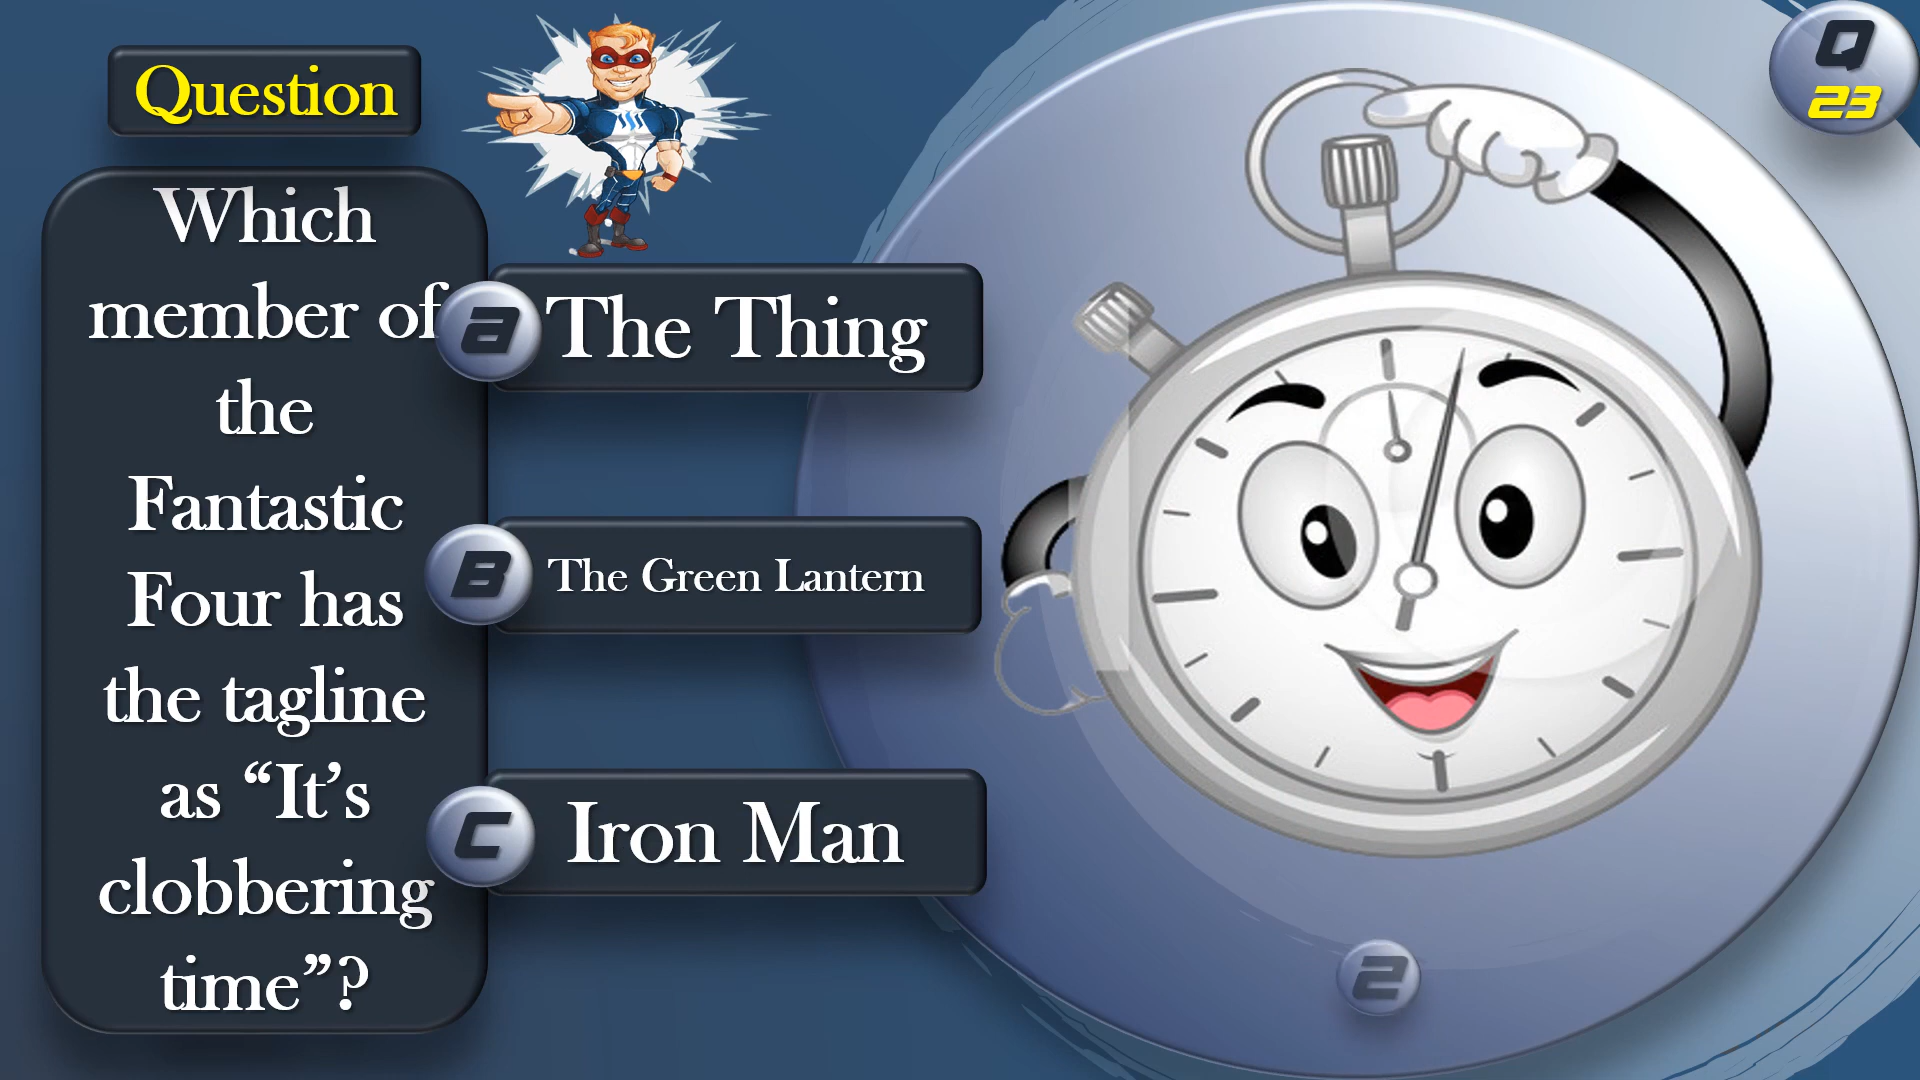 Question
Q
23
Which
member of
the
Fantastic
Four has
the tagline
as “It’s
clobbering
time”?
a The Thing
B The Green Lantern
C Iron Man
2